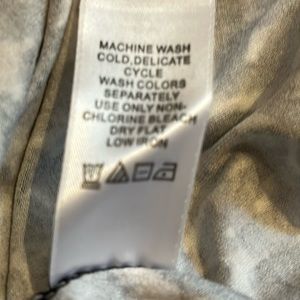 MACHINE WASH
COLD,DELICATE
CYCLE
WASH COLORS
SEPARATELY
USE ONLY NON-
CHLORINE BLEACH
DRY FLAT
LOW IRON